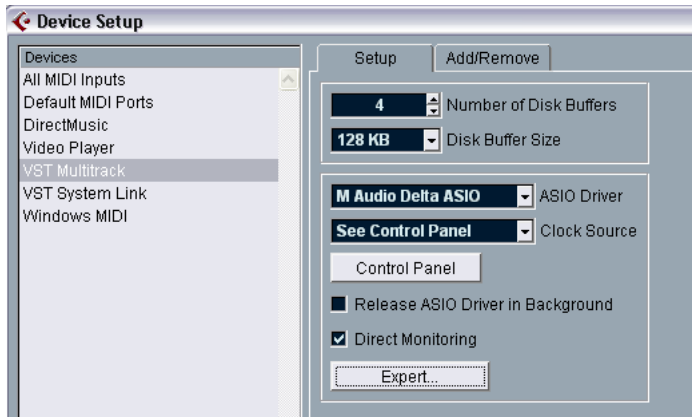 Device Setup
Devices
All MIDI Inputs
Default MIDI Ports
DirectMusic
Video Player
VST Multitrack
VST System Link
Windows MIDI
Setup
Add/Remove
4 Number of Disk Buffers
128 KB Disk Buffer Size
M Audio Delta ASIO ASIO Driver
See Control Panel Clock Source
Control Panel
Release ASIO Driver in Background
Direct Monitoring
Expert...